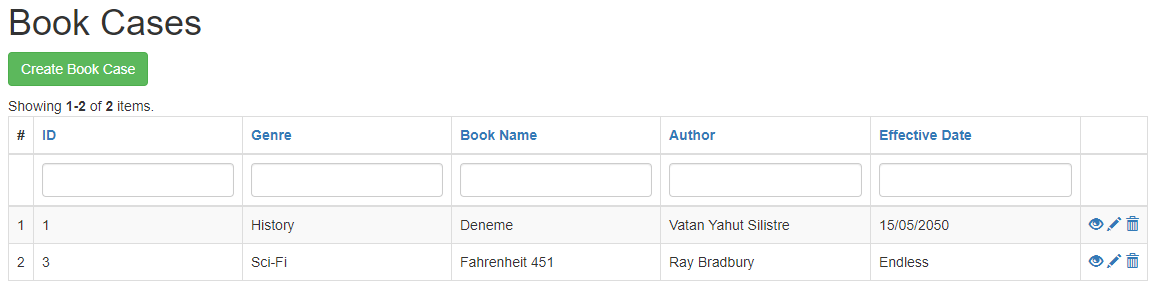 Book Cases
Create Book Case
Showing 1-2 of 2 items.
# ID Genre Book Name Author Effective Date
1 1 History Deneme Vatan Yahut Silistre 15/05/2050
2 3 Sci-Fi Fahrenheit 451 Ray Bradbury Endless